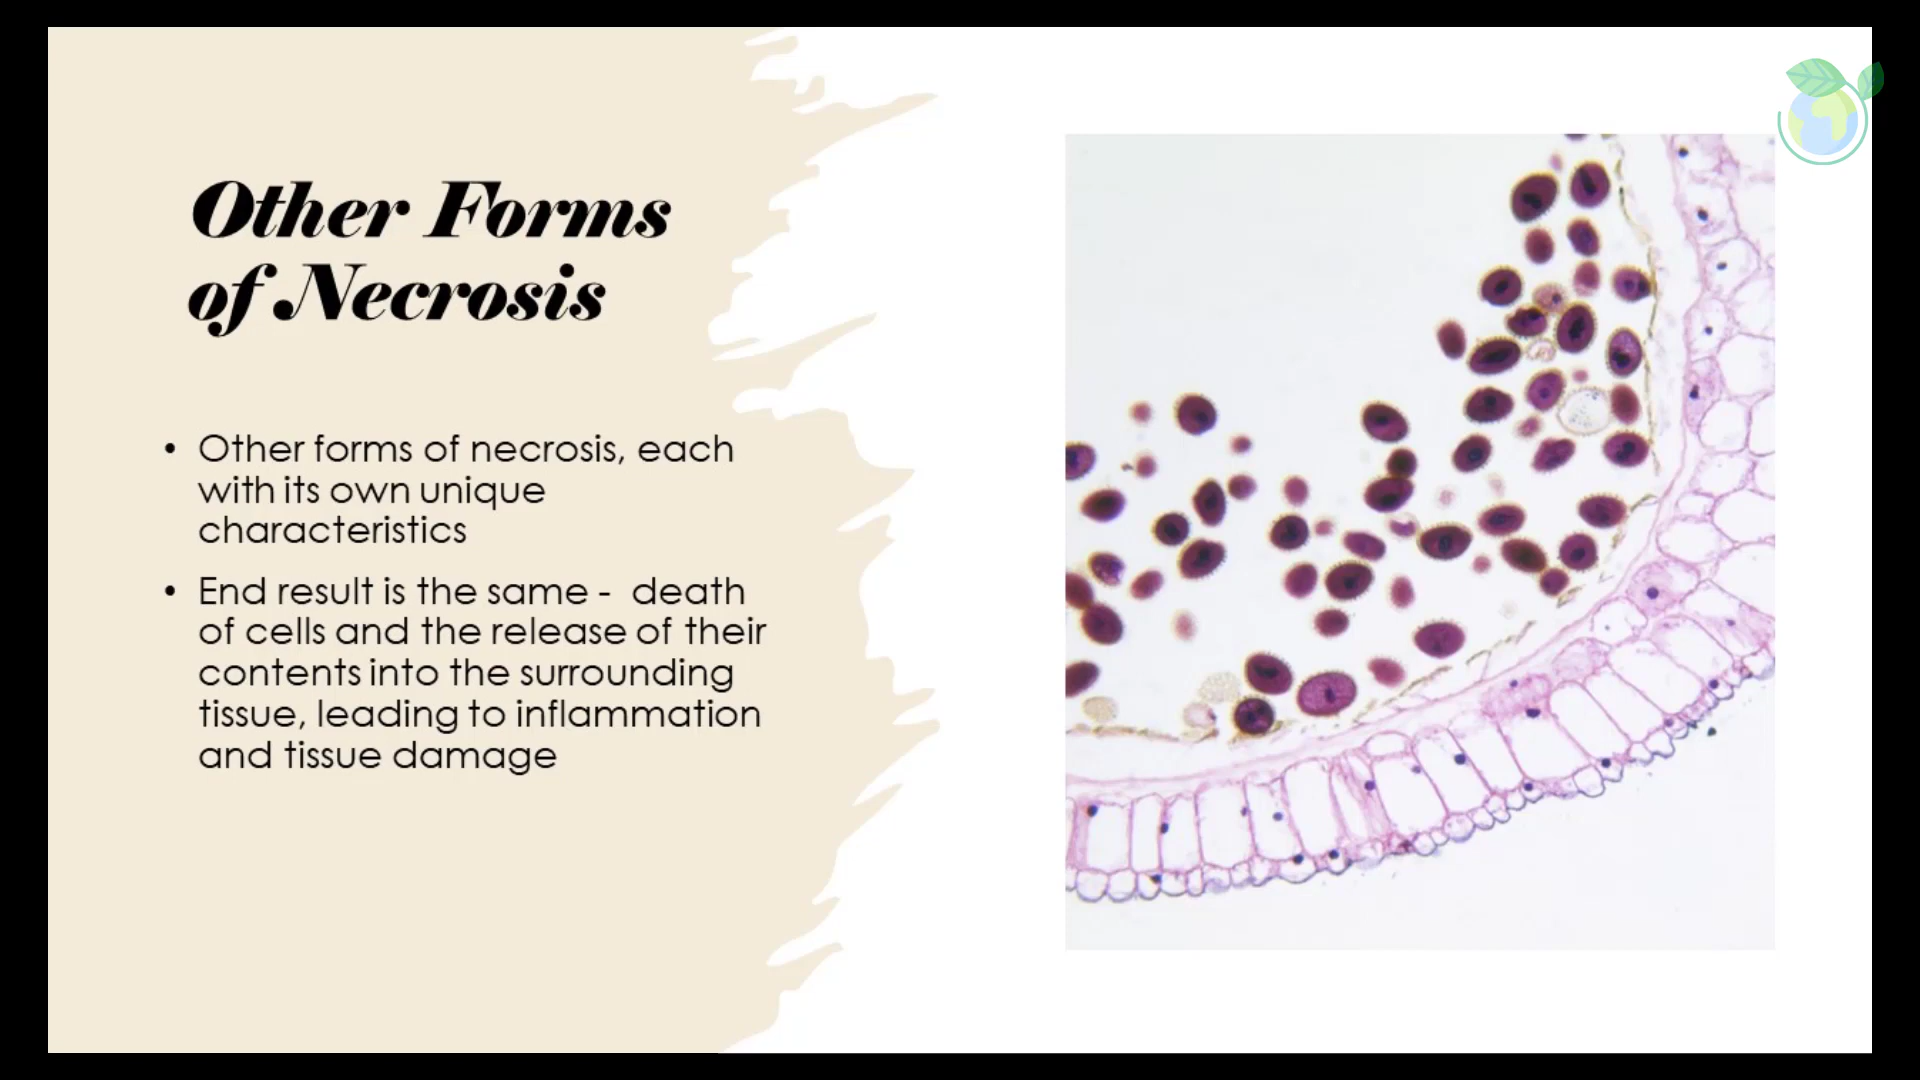 Other Forms
of Necrosis
• Other forms of necrosis, each
with its own unique
characteristics
• End result is the same - death
of cells and the release of their
contents into the surrounding
tissue, leading to inflammation
and tissue damage